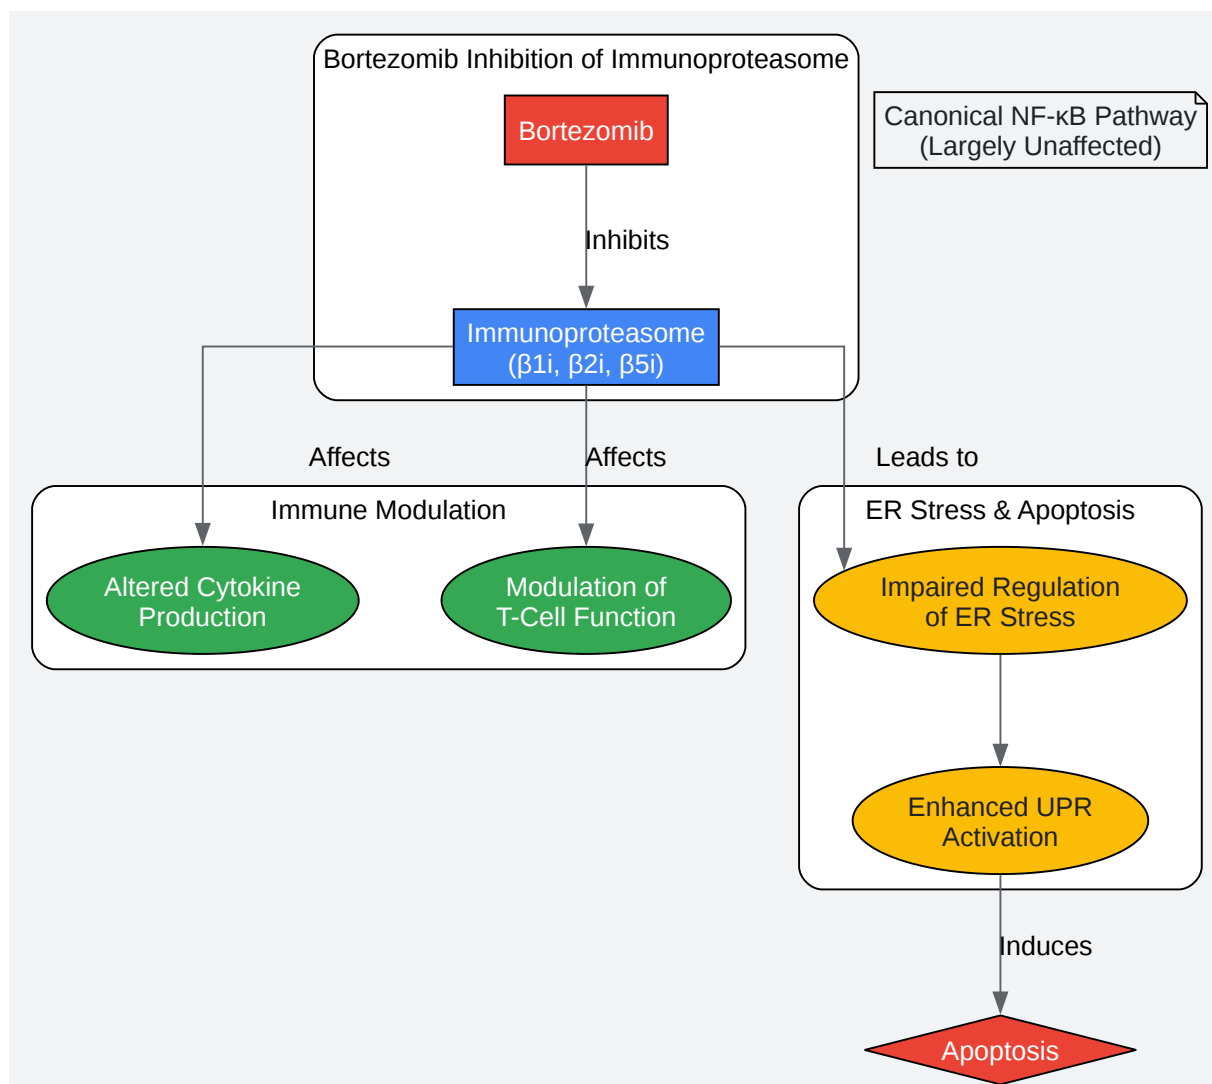 Bortezomib Inhibition of Immunoproteasome
Bortezomib
Canonical NF-κB Pathway
(Largely Unaffected)
Inhibits
Immunoproteasome
(β1i, β2i, β5i)
Affects
Affects
Leads to
Immune Modulation
ER Stress & Apoptosis
Altered Cytokine
Production
Modulation of
T-Cell Function
Impaired Regulation
of ER Stress
Enhanced UPR
Activation
Induces
Apoptosis